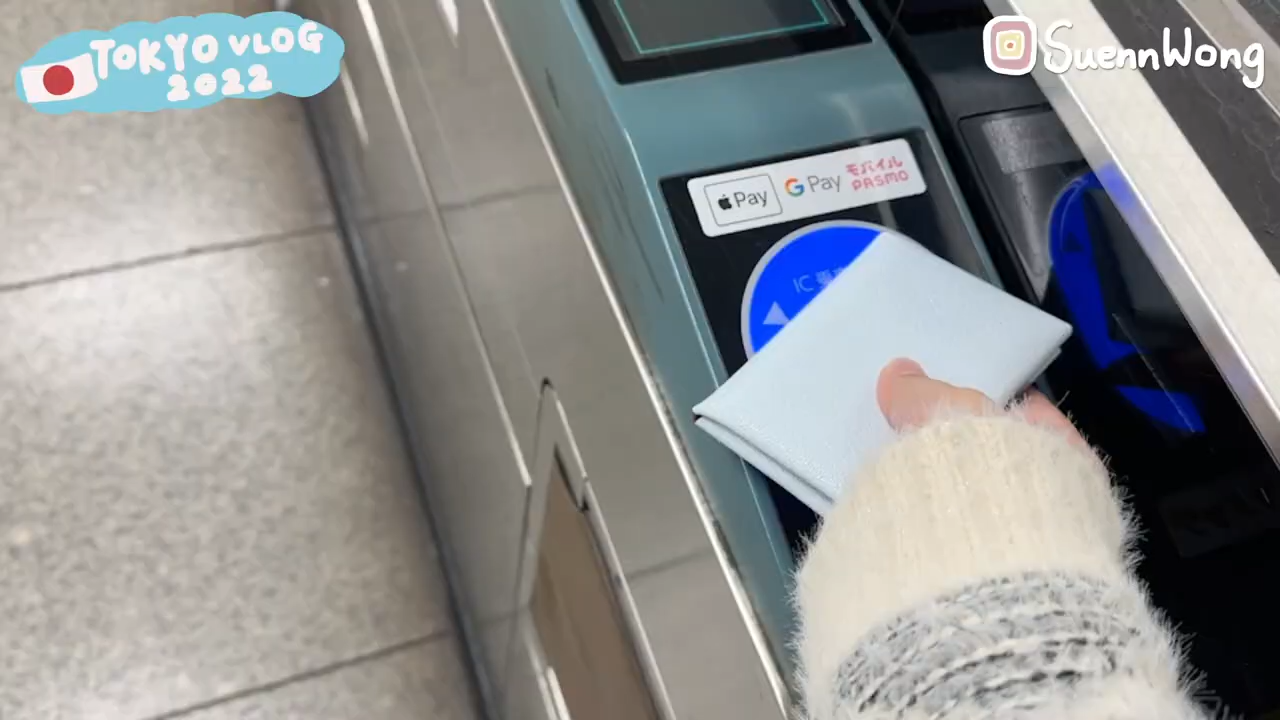 TOKYO VLOG
2022
SuennWong
Pay
G Pay
モバイル
PASMO
IC